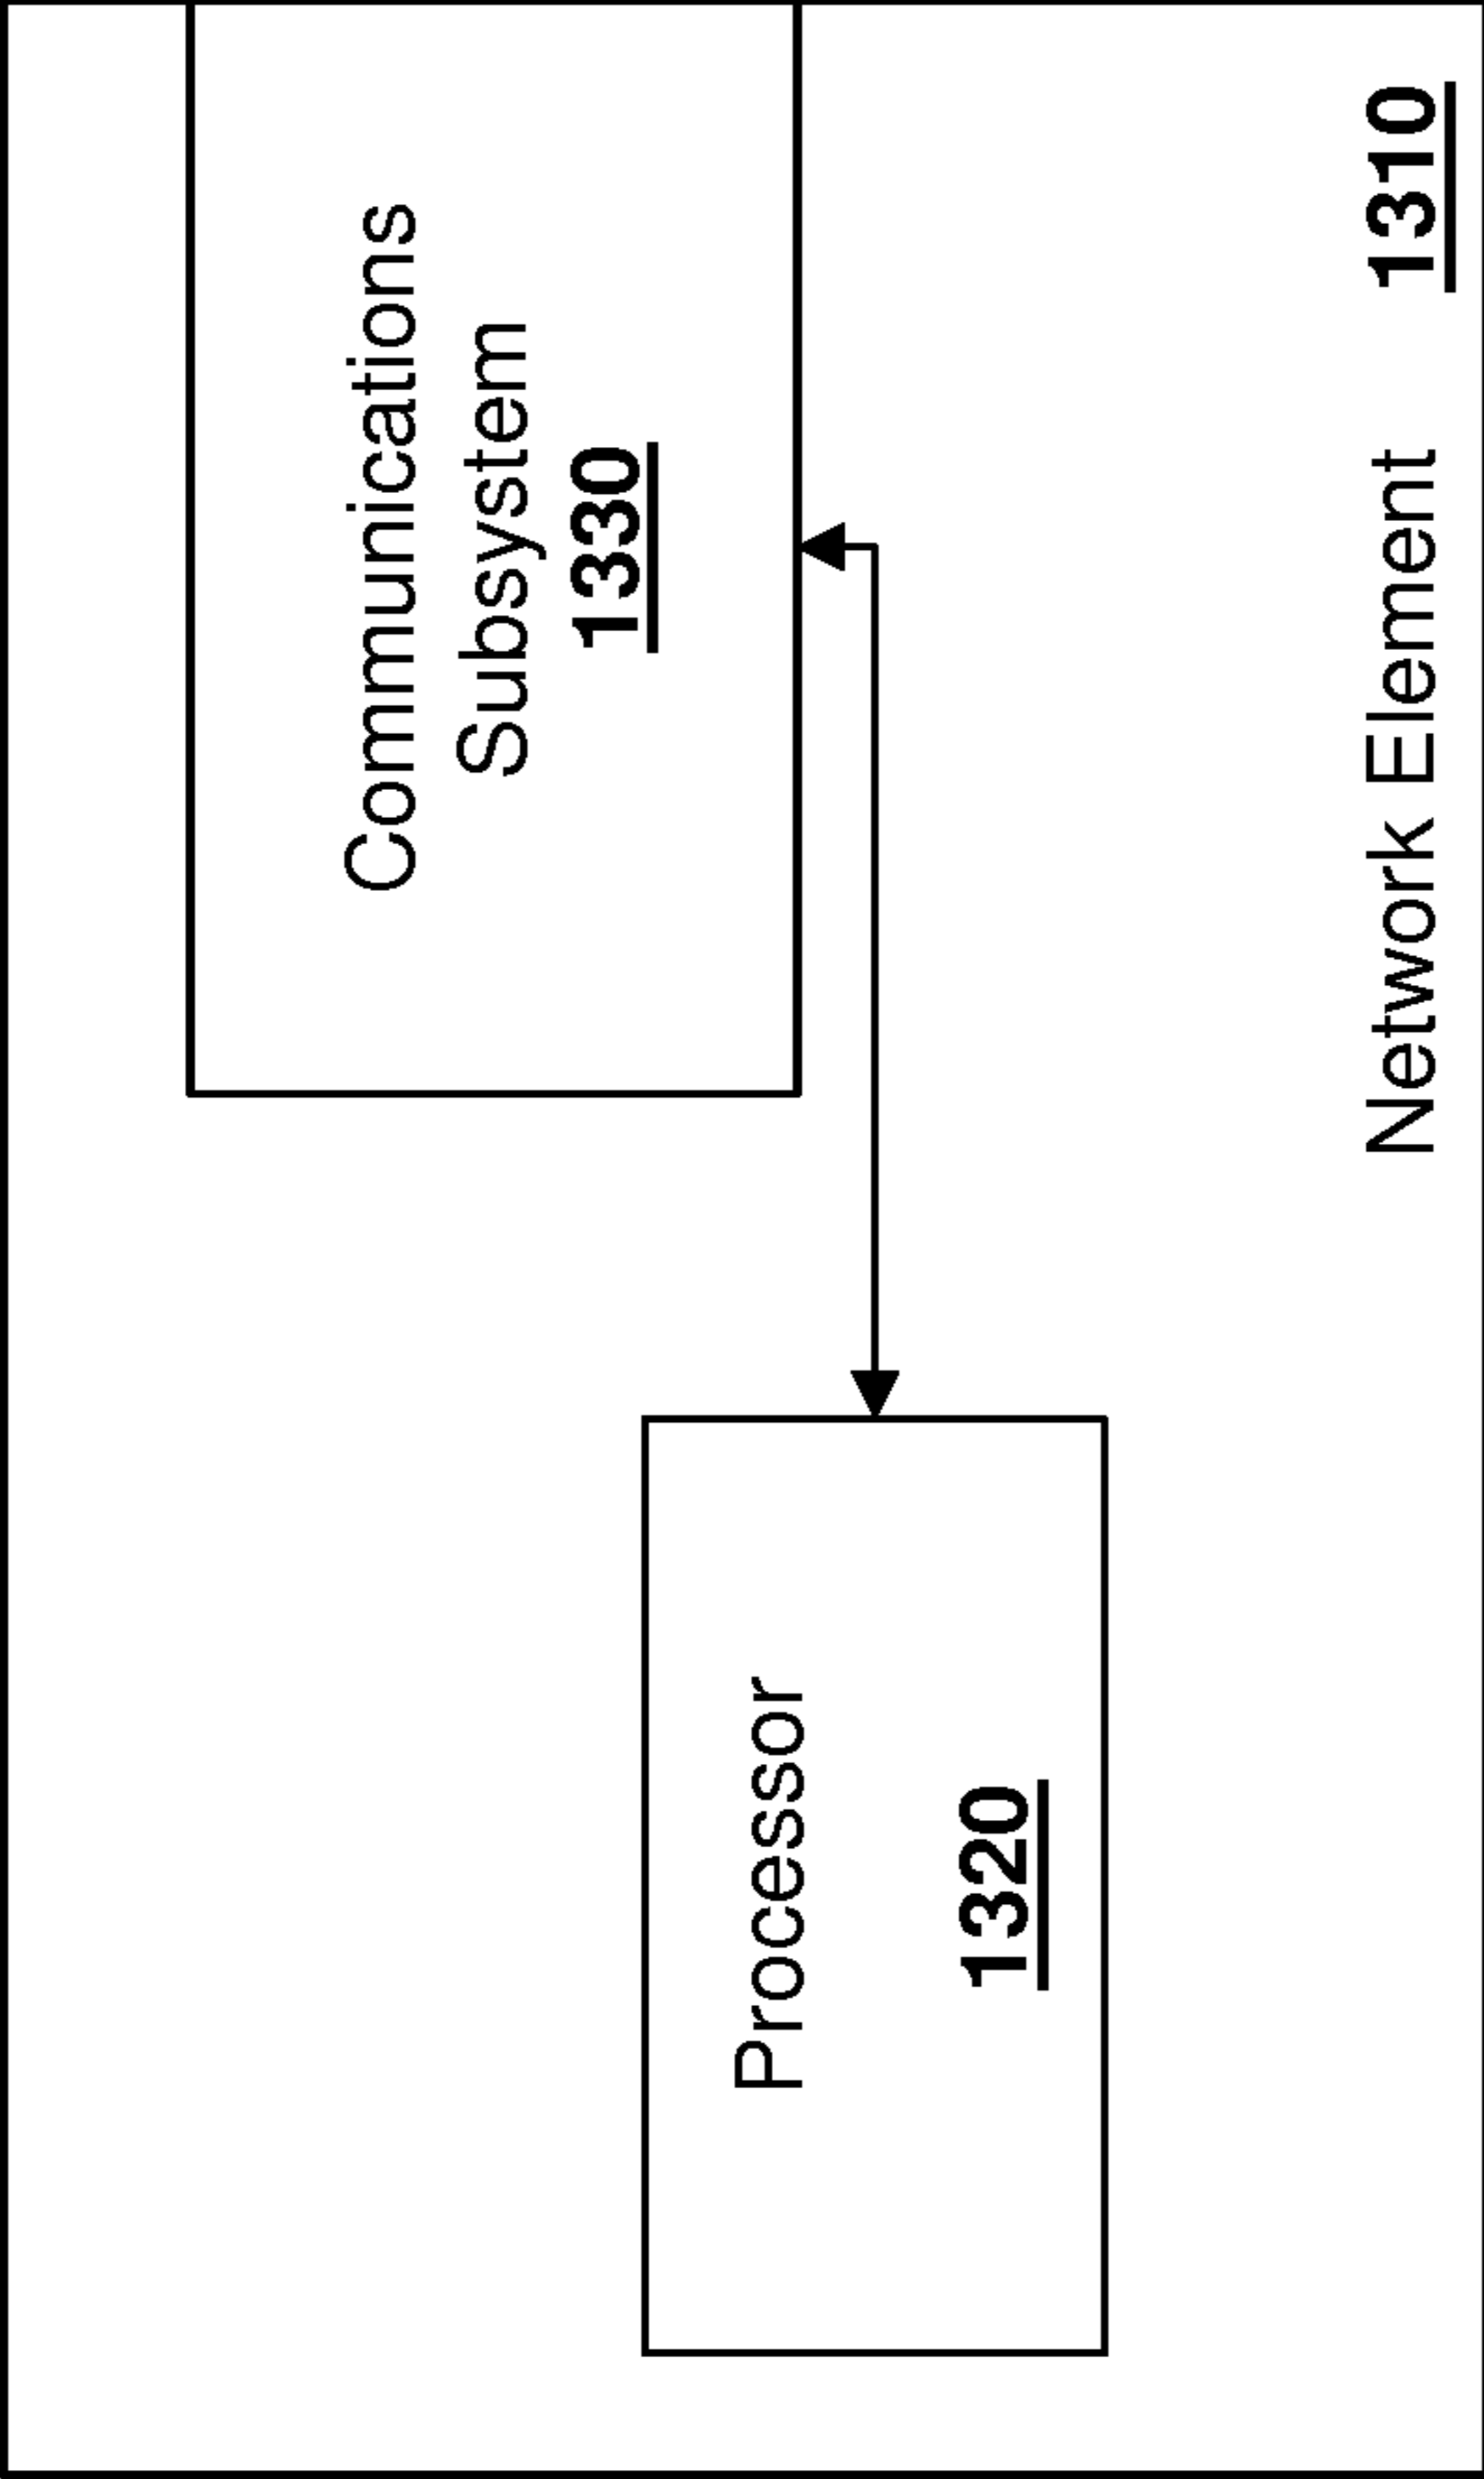 Communications
Subsystem
1330
Processor
1320
Network Element 1310